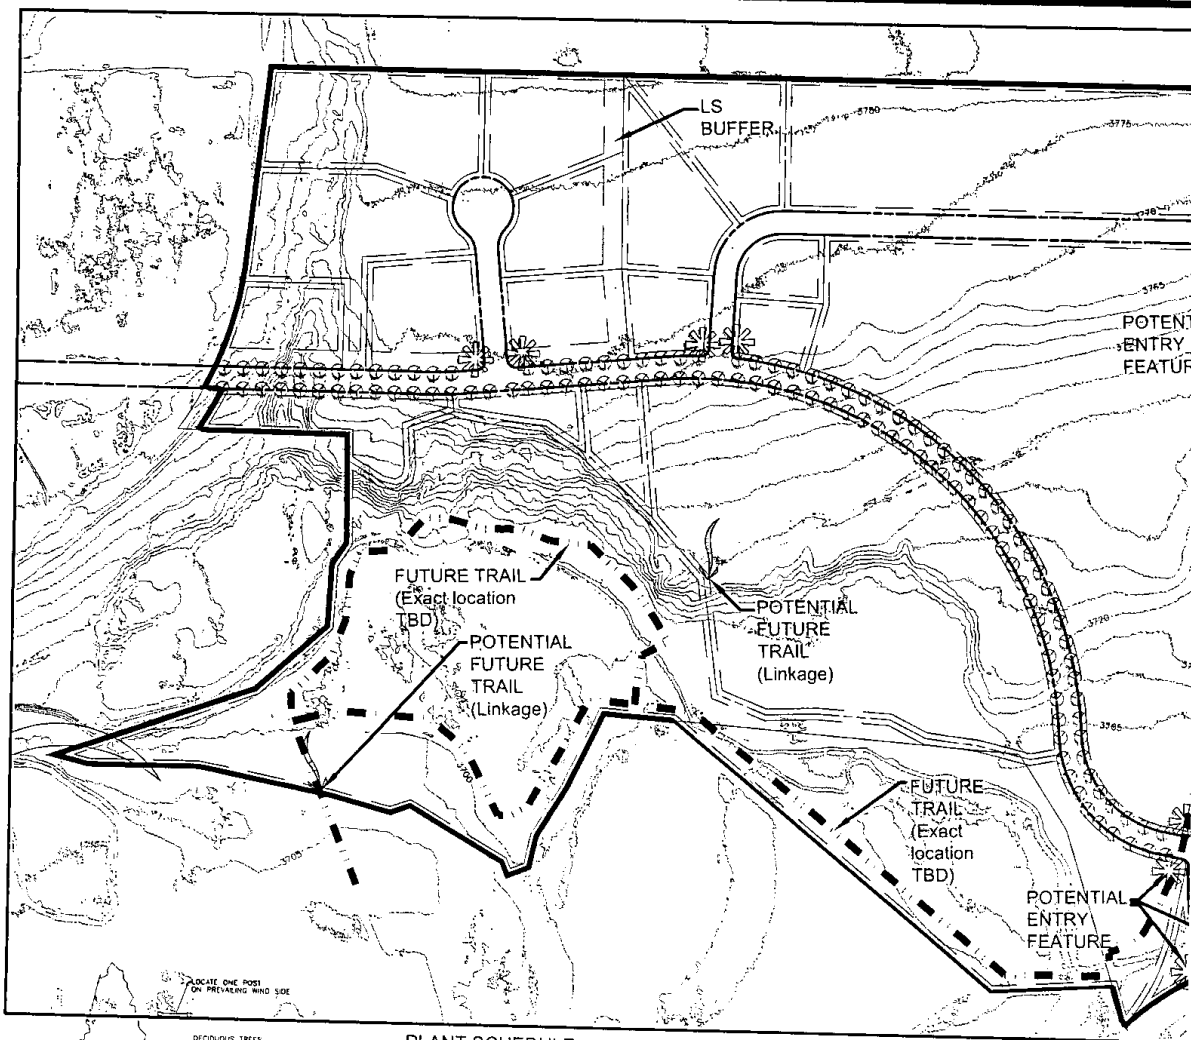 LS
BUFFER
3780
3775
3770
3765
POTENT
ENTRY
FEATUR
FUTURE TRAIL
(Exact location
TBD)
POTENTIAL
FUTURE
TRAIL
(Linkage)
POTENTIAL
FUTURE
TRAIL
(Linkage)
3720
3700
3705
FUTURE
TRAIL
(Exact
location
TBD)
POTENTIAL
ENTRY
FEATURE
LOCATE ONE POST
ON PREVAILING WIND SIDE
DECIDUOUS TREES
PLANT SCHEDULE